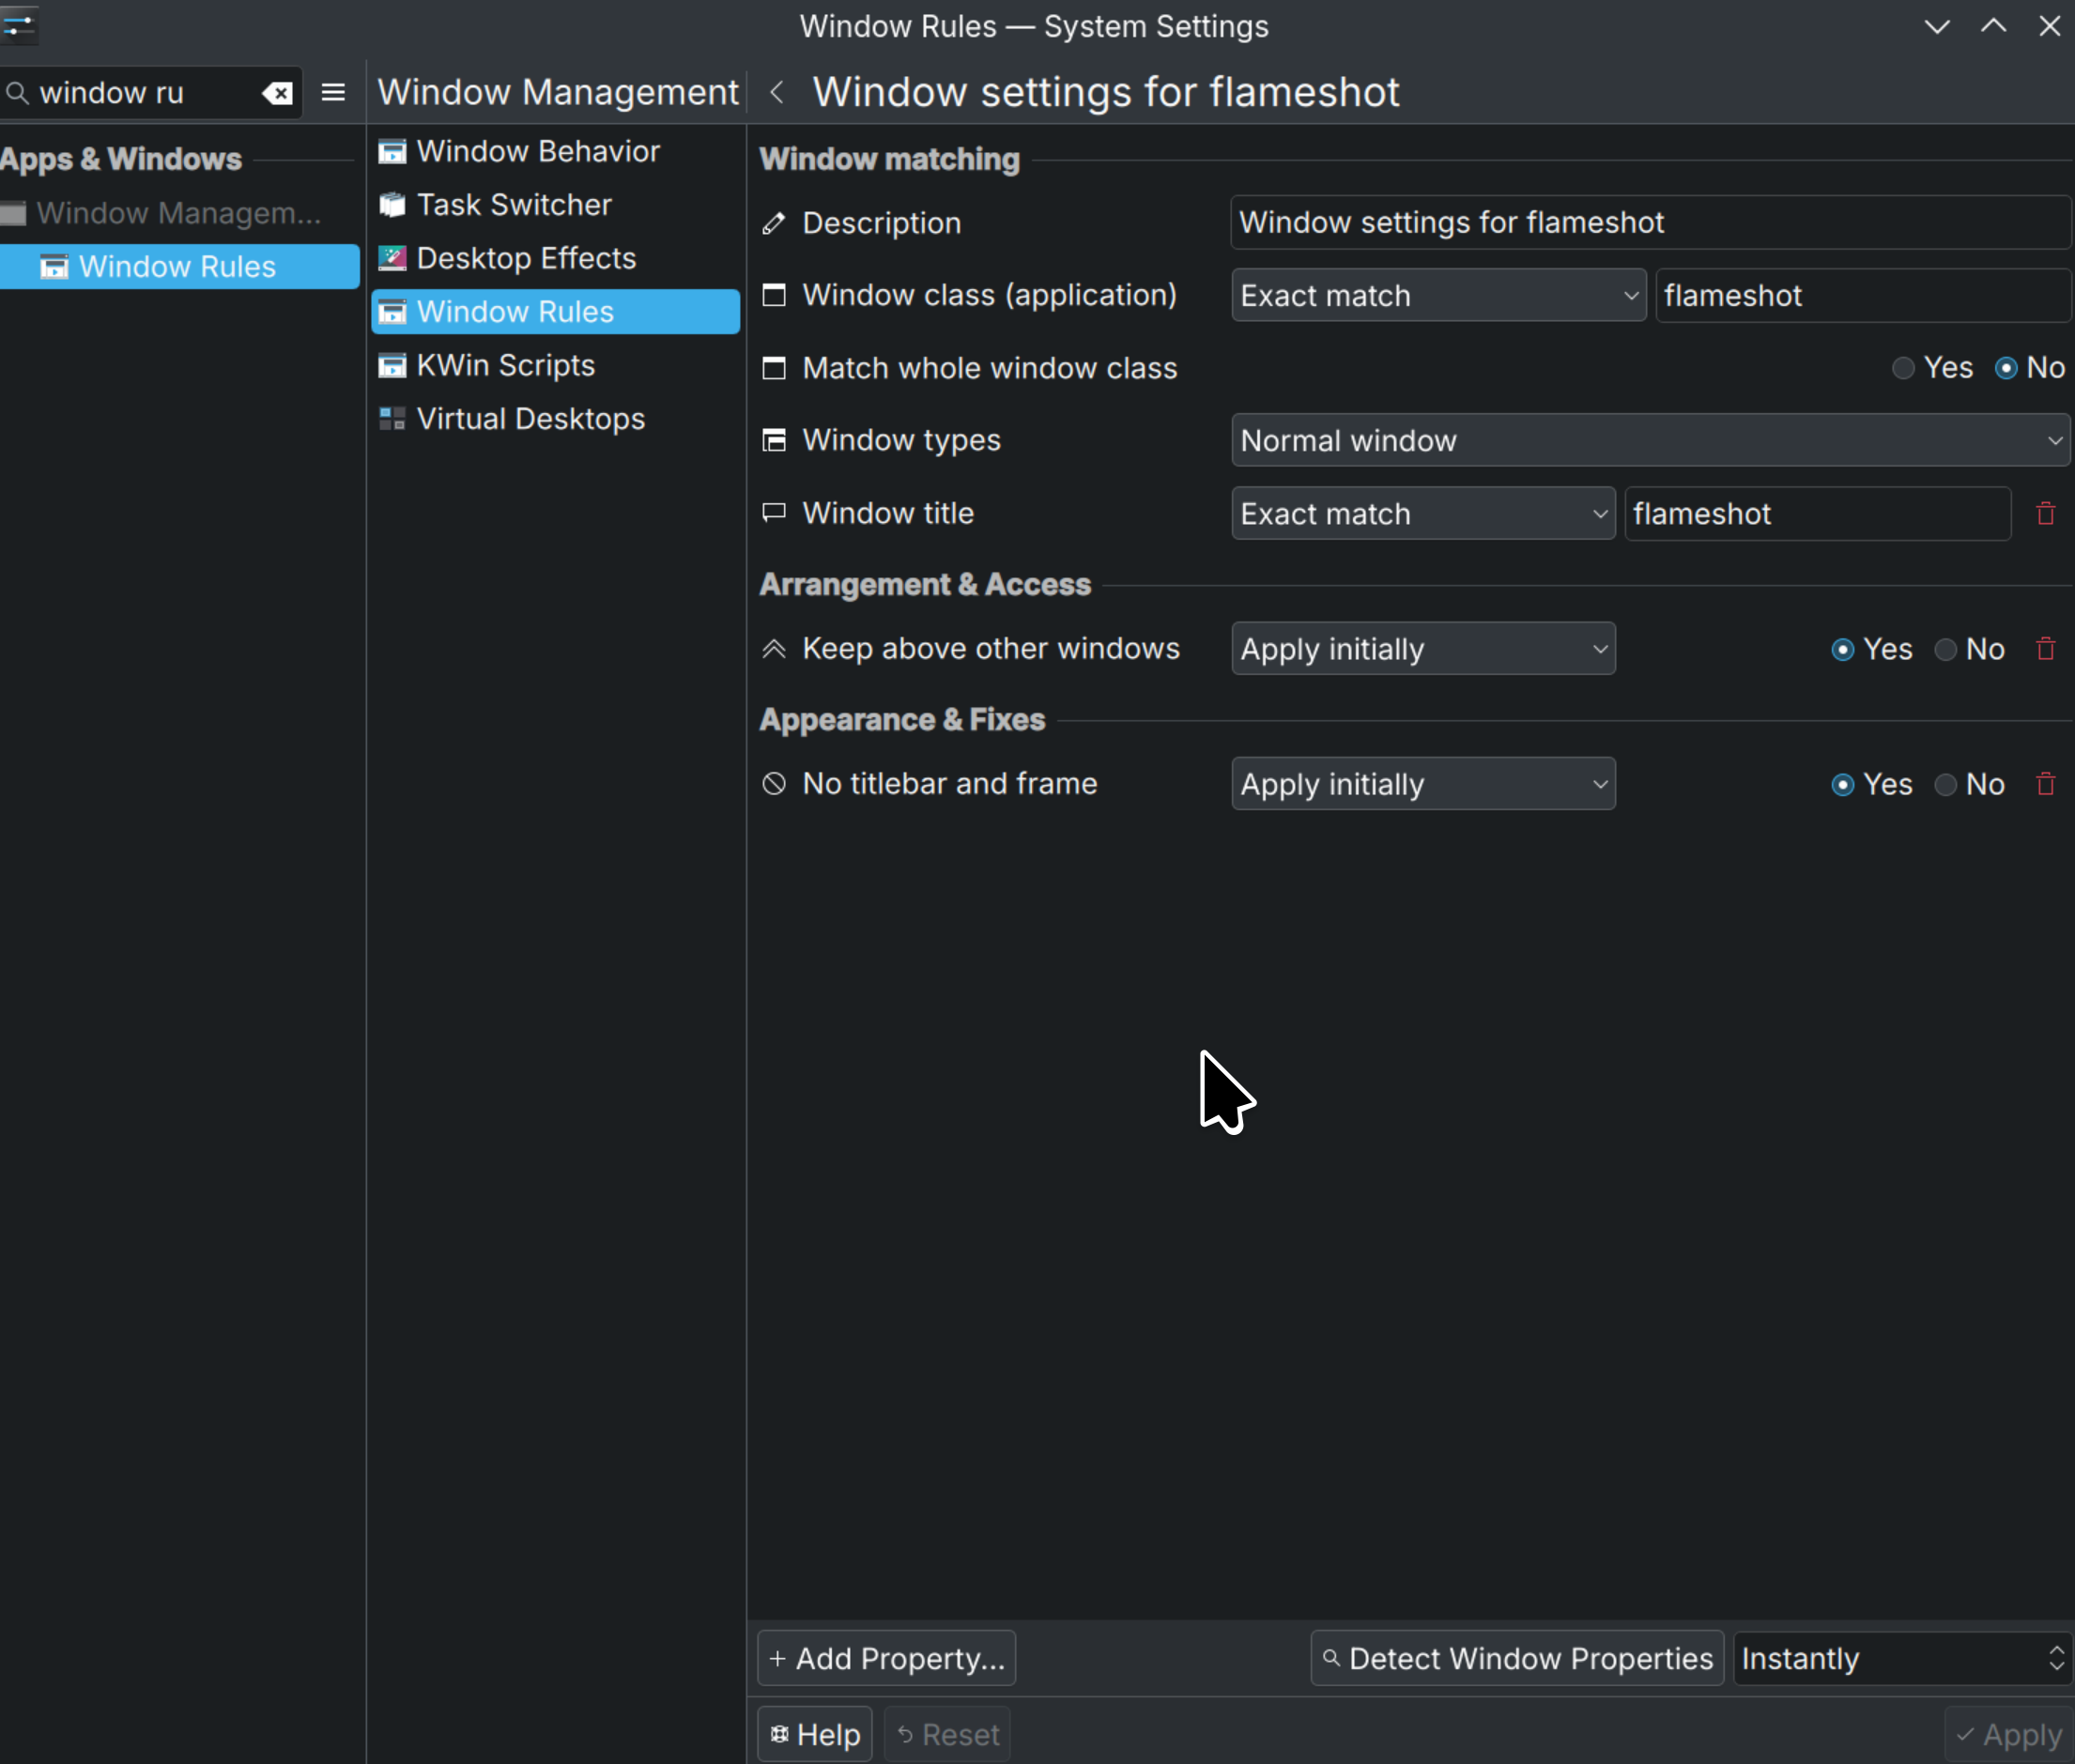 Window Rules — System Settings
window ru
Window Management
Window settings for flameshot
Apps & Windows
Window Managem...
Window Rules
Window Behavior
Task Switcher
Desktop Effects
Window Rules
KWin Scripts
Virtual Desktops
Window matching
Description
Window settings for flameshot
Window class (application)
Exact match
flameshot
Match whole window class
Yes No
Window types
Normal window
Window title
Exact match
flameshot
Arrangement & Access
Keep above other windows
Apply initially
Yes No
Appearance & Fixes
No titlebar and frame
Apply initially
Yes No
+ Add Property...
Detect Window Properties
Instantly
Help
Reset
Apply